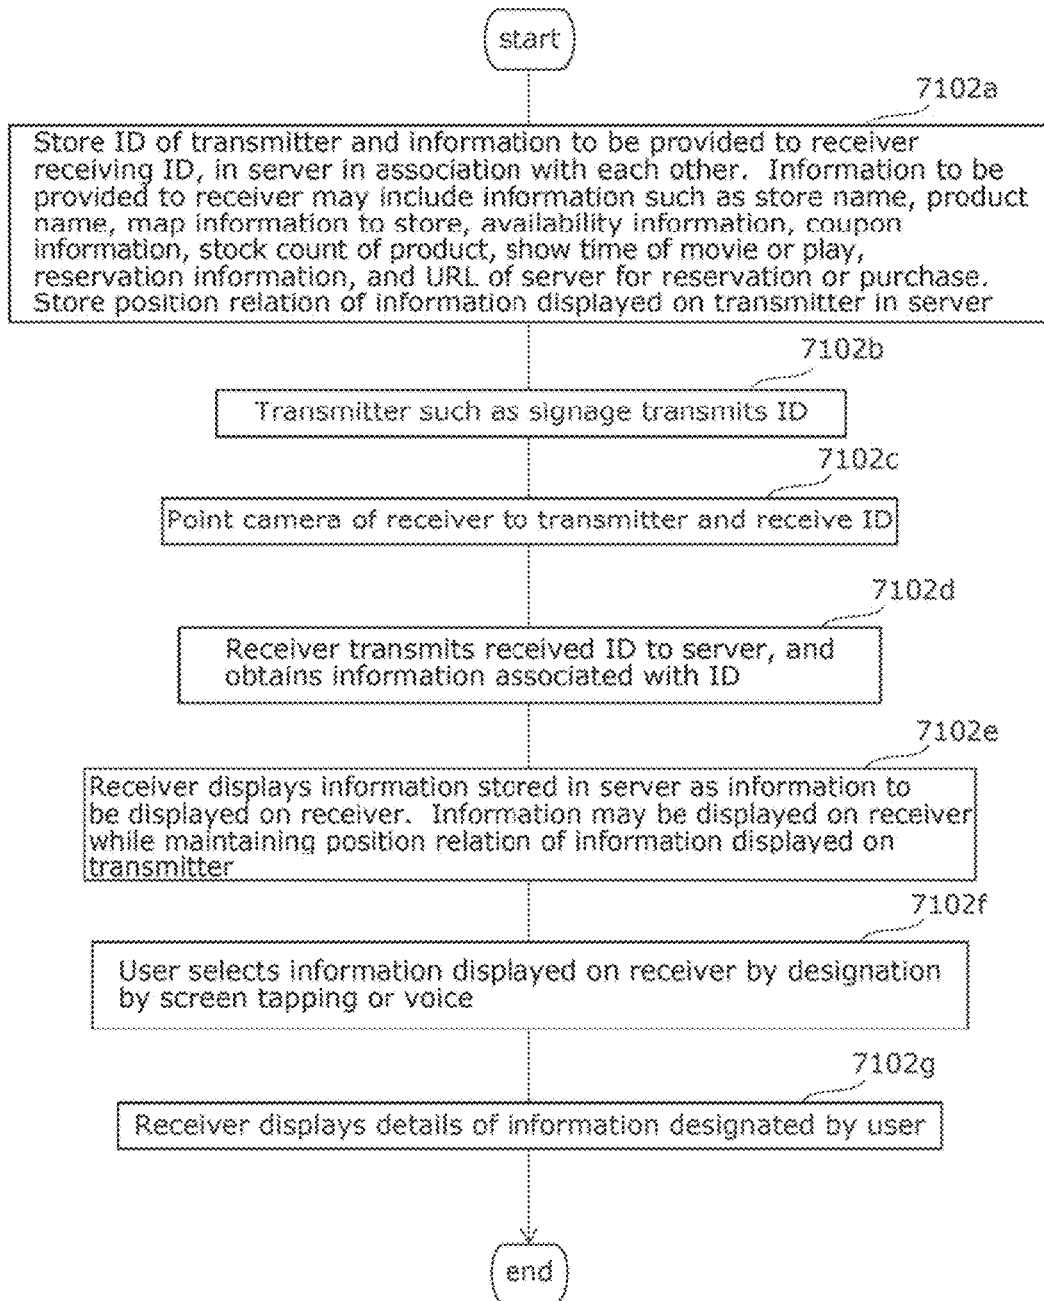 start
7102a
Store ID of transmitter and information to be provided to receiver
receiving ID, in server in association with each other. Information to be
provided to receiver may include information such as store name, product
name, map information to store, availability information, coupon
information, stock count of product, show time of movie or play,
reservation information, and URL of server for reservation or purchase.
Store position relation of information displayed on transmitter in server
7102b
Transmitter such as signage transmits ID
7102c
Point camera of receiver to transmitter and receive ID
7102d
Receiver transmits received ID to server, and
obtains information associated with ID
7102e
Receiver displays information stored in server as information to
be displayed on receiver. Information may be displayed on receiver
while maintaining position relation of information displayed on
transmitter
7102f
User selects information displayed on receiver by designation
by screen tapping or voice
7102g
Receiver displays details of information designated by user
end